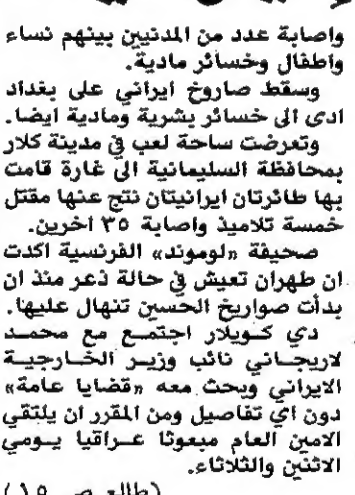 واصابة عدد من المدنيين بينهم نساء
واطفال وخسائر مادية.
وسقط صاروخ ايراني على بغداد
ادى الى خسائر بشرية ومادية ايضا.
وتعرضت ساحة لعب في مدينة كلار
بمحافظة السليمانية الى غارة قامت
بها طائرتان ايرانيتان نتج عنها مقتل
خمسة تلاميذ واصابة ٣٥ اخرين.
صحيفة «لوموند» الفرنسية اكدت
ان طهران تعيش في حالة ذعر منذ ان
بدأت صواريخ الحسين تنهال عليها.
دي كويلار اجتمع مع محمد
لاريجاني نائب وزير الخارجية
الايراني وبحث معه «قضايا عامة»
دون اي تفاصيل ومن المقرر ان يلتقي
الامين العام مبعوثا عراقيا يومي
الاثنين والثلاثاء.
(طالع ص ١٥)